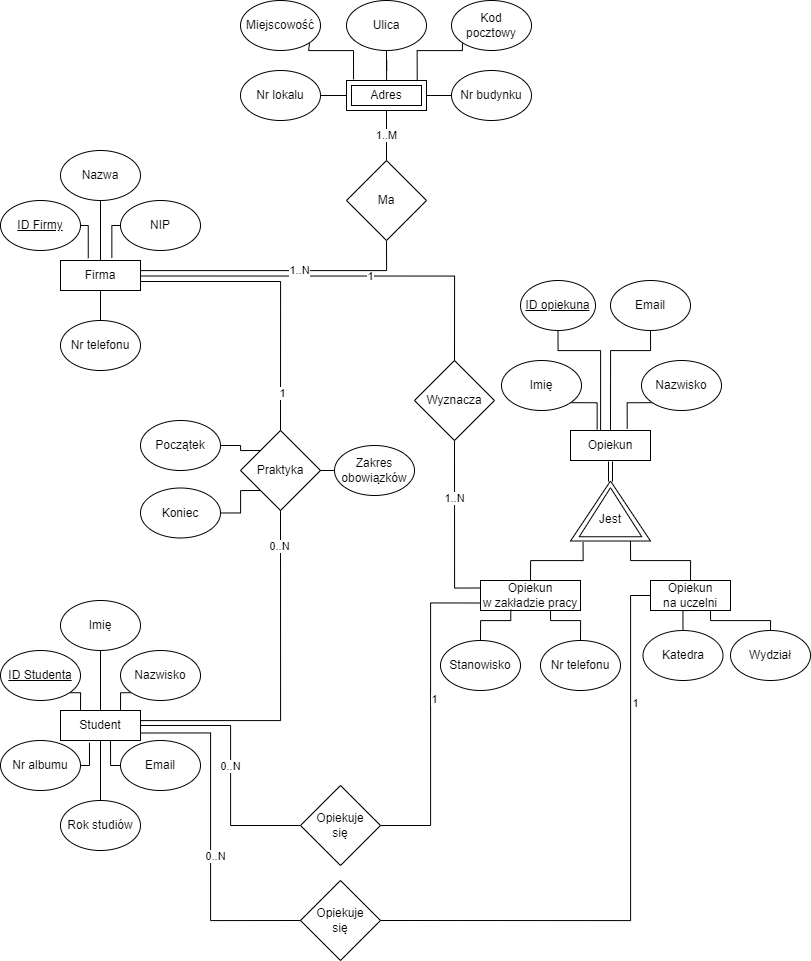 Miejscowość
Ulica
Kod
pocztowy
Nr lokalu
Adres
Nr budynku
1..M
Ma
Nazwa
ID Firmy
NIP
Firma
1..N
1
Nr telefonu
ID opiekuna
Email
Imię
Nazwisko
1
Wyznacza
Opiekun
Początek
Praktyka
Zakres
obowiązków
Koniec
1..N
Jest
0..N
Opiekun
w zakładzie pracy
Opiekun
na uczelni
Imię
Stanowisko
Nr telefonu
Katedra
Wydział
ID Studenta
Nazwisko
1
1
Student
Nr albumu
Email
0..N
Rok studiów
Opiekuje
się
0..N
Opiekuje
się